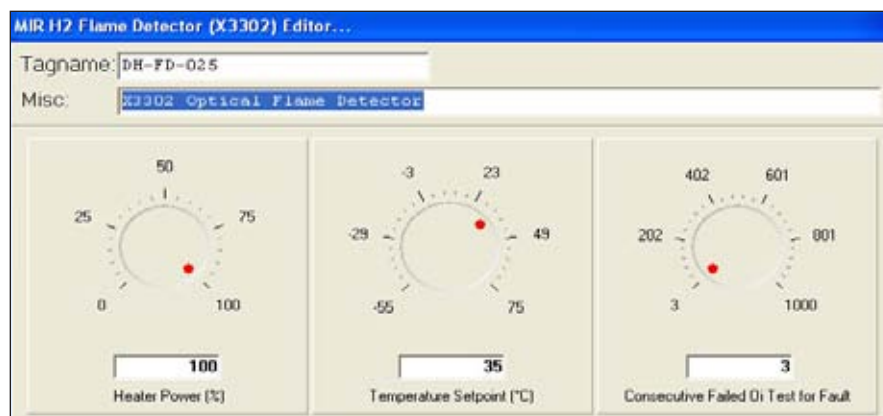 MIR H2 Flame Detector (X3302) Editor...
Tagname: DH-FD-025
Misc: X3302 Optical Flame Detector
50
25 75
0 100
100
Heater Power (%)
-3 23
-29 49
-55 75
35
Temperature Setpoint (°C)
402 601
202 801
3 1000
3
Consecutive Failed Oi Test for Fault